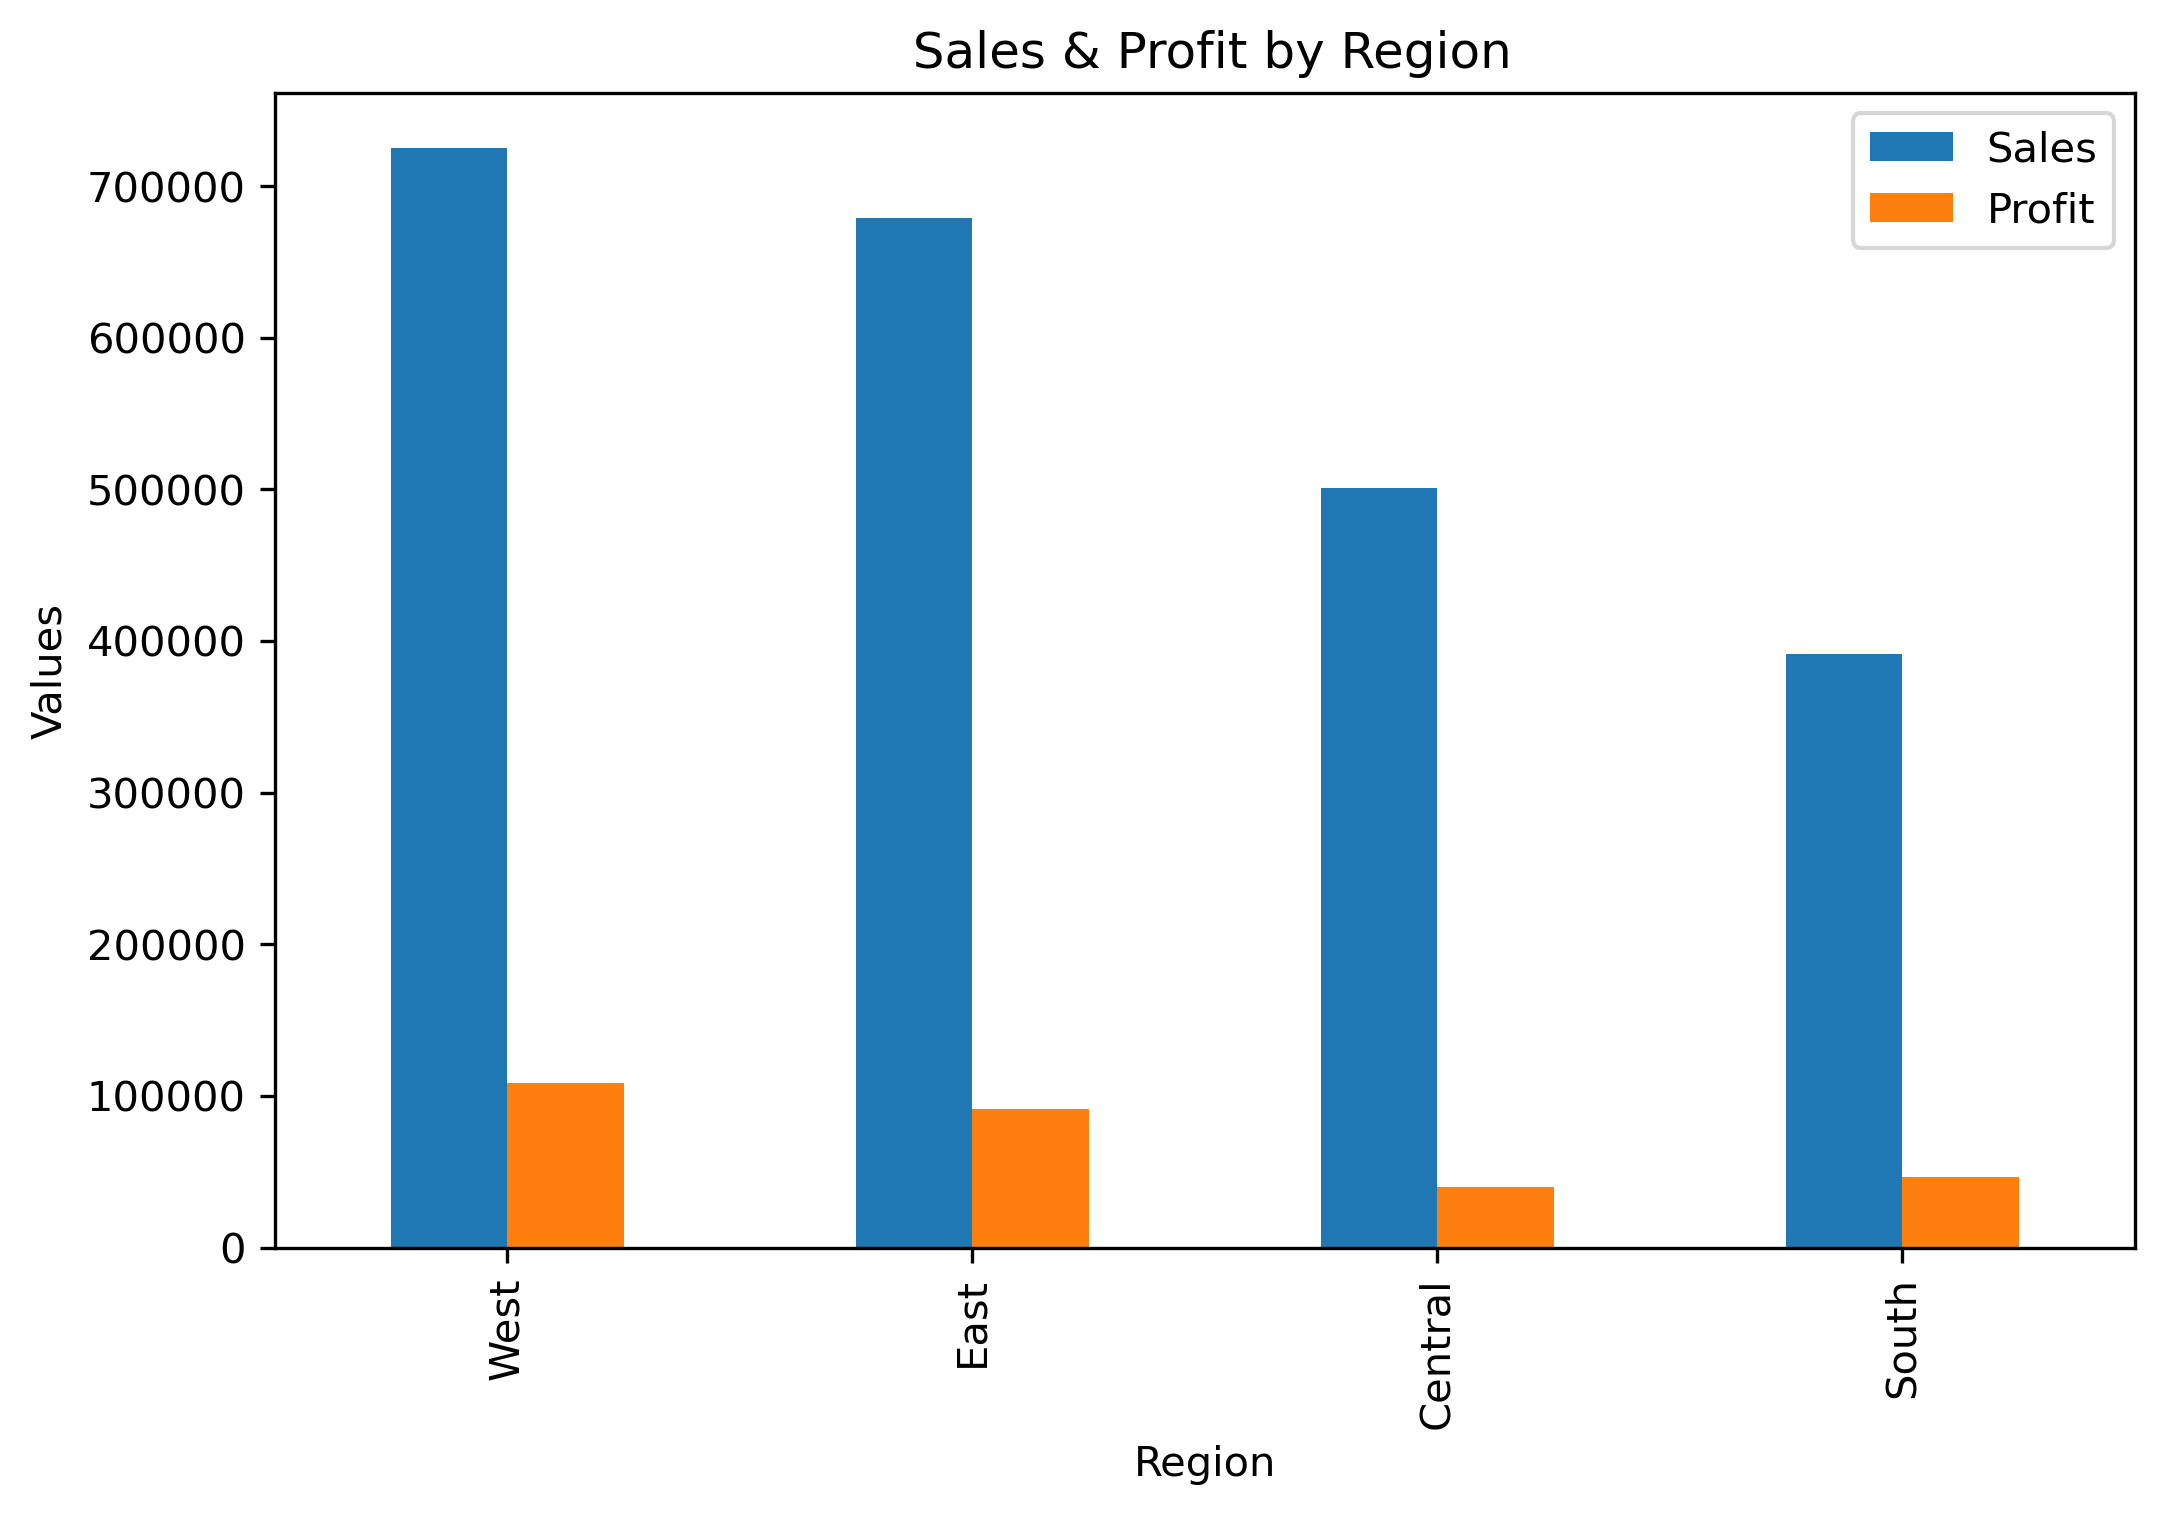 Sales & Profit by Region
Sales
Profit
700000
600000
500000
400000
300000
200000
100000
0
Values
West
East
Central
South
Region